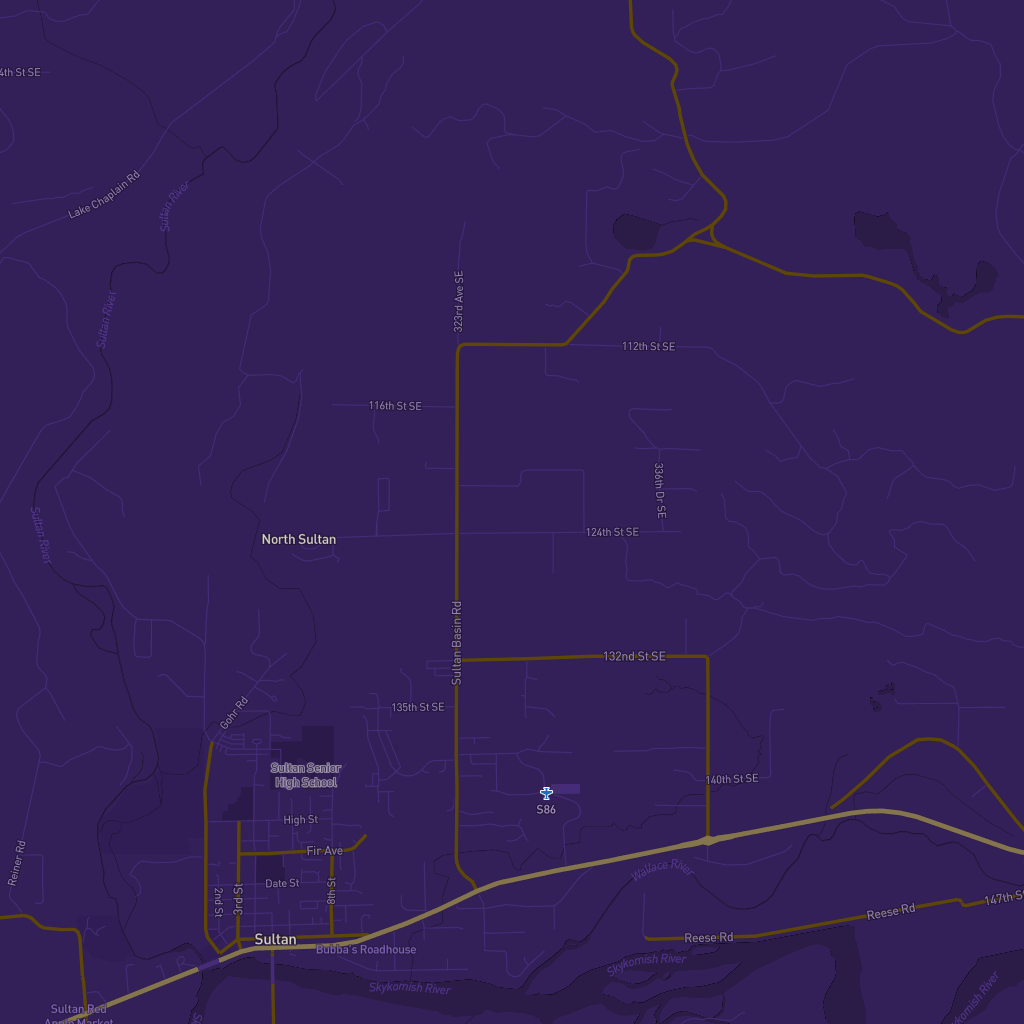 4th St SE
Lake Chaplain Rd
Sultan River
Sultan River
323rd Ave SE
112th St SE
116th St SE
336th Dr SE
Sultan River
124th St SE
North Sultan
Sultan Basin Rd
132nd St SE
135th St SE
Gohr Rd
Sultan Senior
High School
140th St SE
S86
High St
Fir Ave
Reiner Rd
Wallace River
Date St
2nd St
3rd St
8th St
147th S
Reese Rd
Reese Rd
Sultan
Bubba's Roadhouse
Skykomish River
Skykomish River
Sultan Red
Apple Market
Sk
komish River